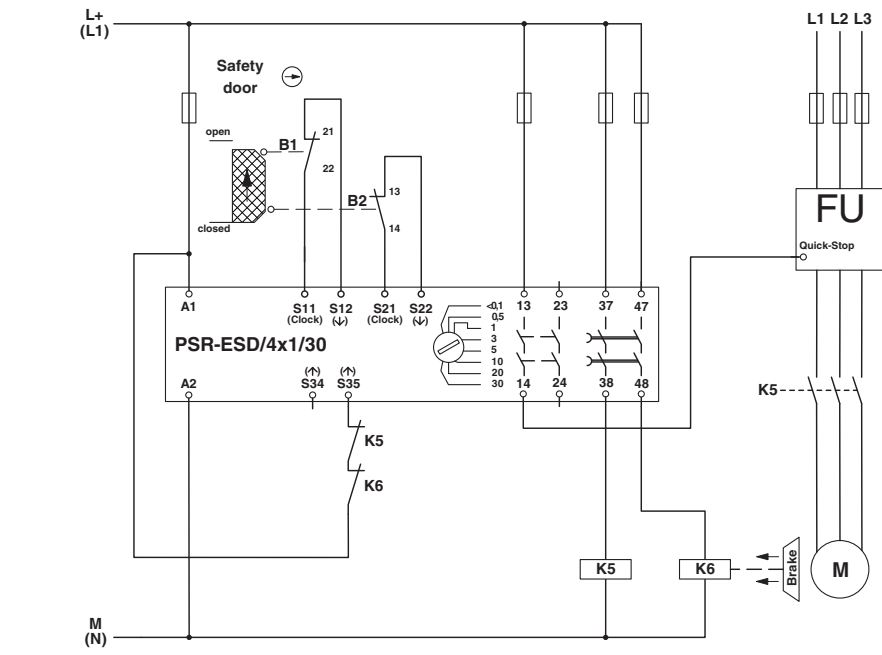 L+
(L1)
L1 L2 L3
Safety
door
open
B1
21
22
B2
13
14
closed
FU
Quick-Stop
A1
S11
(Clock)
S12
(↓)
S21
(Clock)
S22
(↓)
<0,1
0,5
1
3
5
10
20
30
13
23
37
47
PSR-ESD/4x1/30
A2
(↑)
S34
(↑)
S35
14
24
38
48
K5
K5
K6
K5
K6
Brake
M
M
(N)